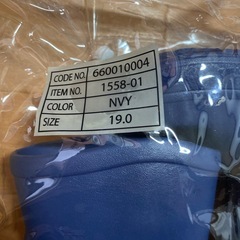 CODE NO. 660010004
ITEM NO. 1558-01
COLOR NVY
SIZE 19.0